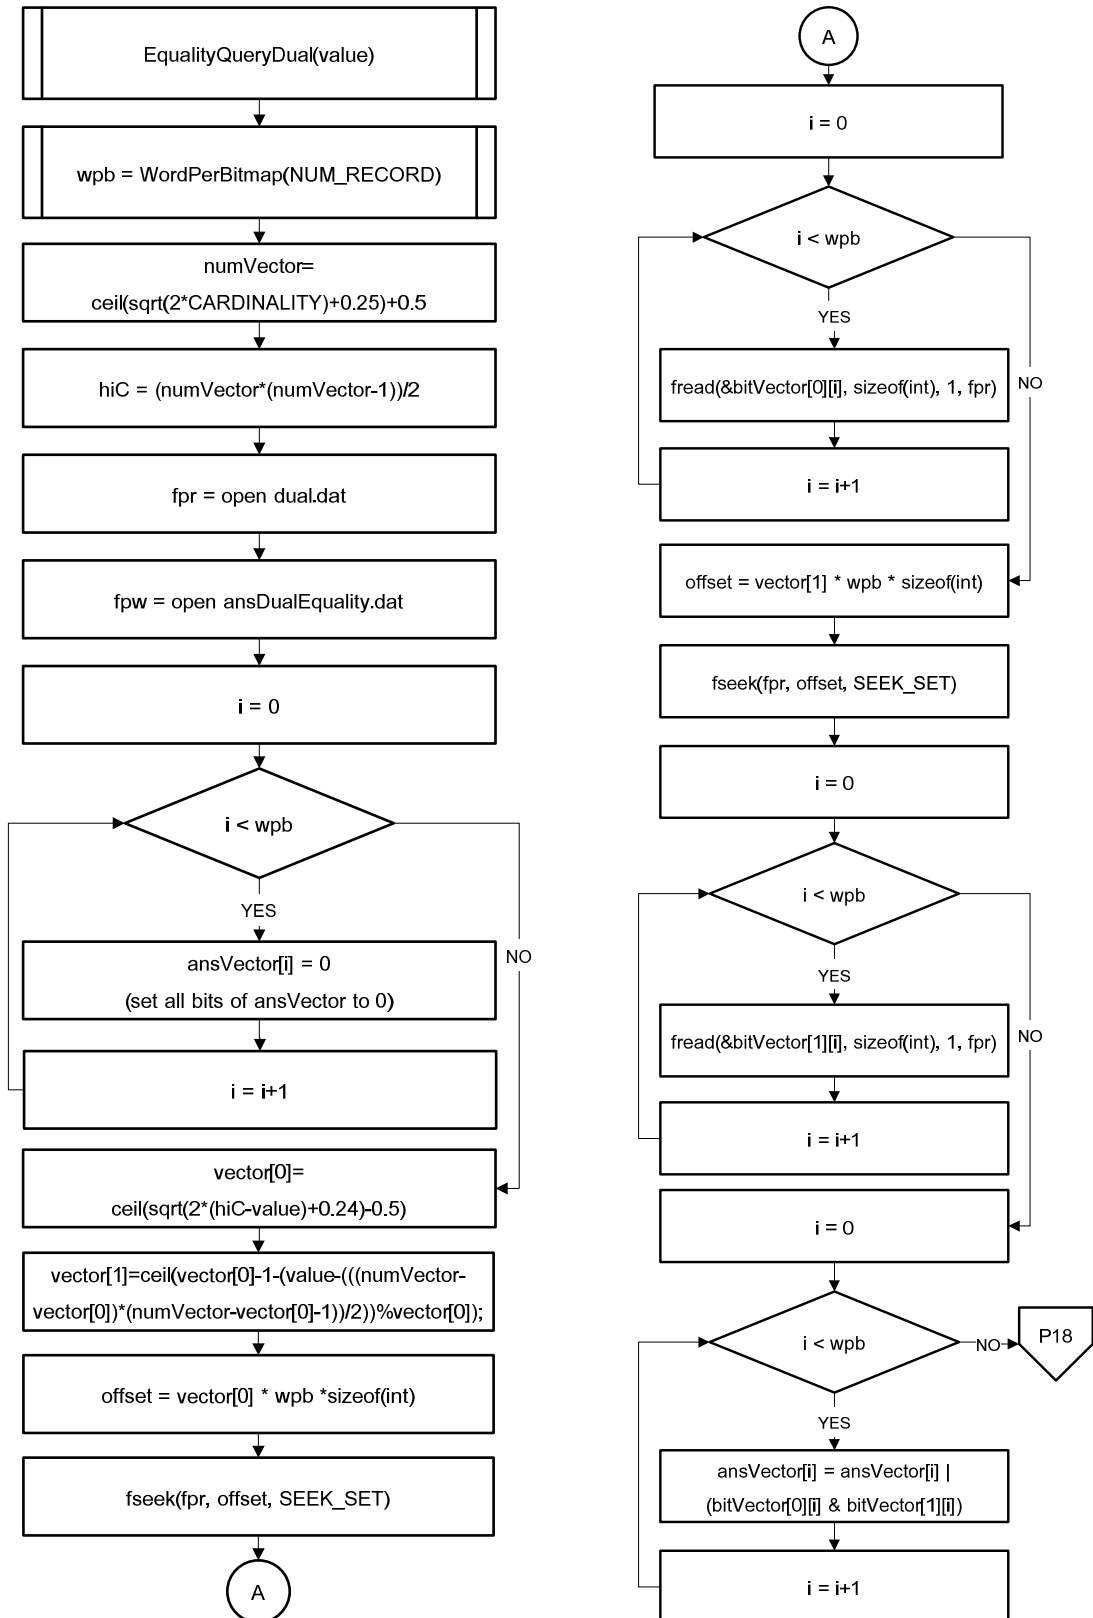 EqualityQueryDual(value)
wpb = WordPerBitmap(NUM_RECORD)
numVector=
ceil(sqrt(2*CARDINALITY)+0.25)+0.5
hiC = (numVector*(numVector-1))/2
fpr = open dual.dat
fpw = open ansDualEquality.dat
i = 0
i < wpb
YES
NO
ansVector[i] = 0
(set all bits of ansVector to 0)
i = i+1
vector[0]=
ceil(sqrt(2*(hiC-value)+0.24)-0.5)
vector[1]=ceil(vector[0]-1-(value-(((numVector-
vector[0])*(numVector-vector[0]-1))/2))%vector[0]);
offset = vector[0] * wpb *sizeof(int)
fseek(fpr, offset, SEEK_SET)
A
A
i = 0
i < wpb
YES
NO
fread(&bitVector[0][i], sizeof(int), 1, fpr)
i = i+1
offset = vector[1] * wpb * sizeof(int)
fseek(fpr, offset, SEEK_SET)
i = 0
i < wpb
YES
NO
fread(&bitVector[1][i], sizeof(int), 1, fpr)
i = i+1
i = 0
i < wpb
NO
P18
YES
ansVector[i] = ansVector[i] |
(bitVector[0][i] & bitVector[1][i])
i = i+1